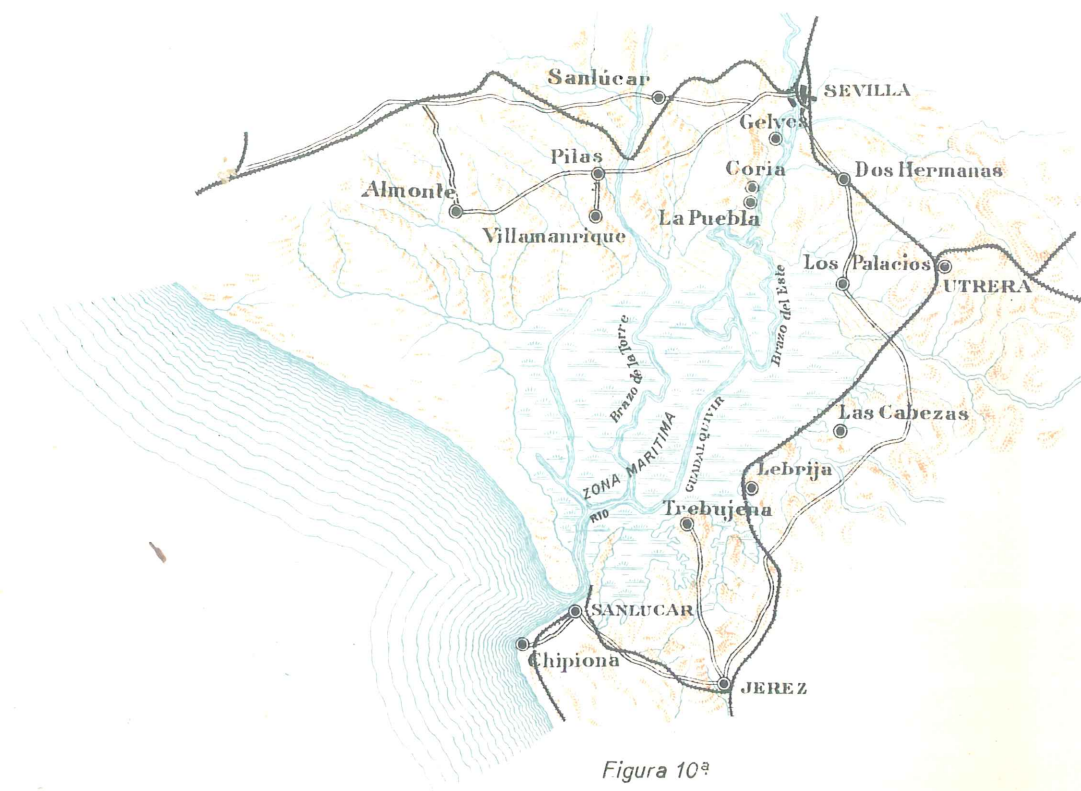 Sanlúcar
SEVILLA
Gelves
Pilas
Coria
Dos Hermanas
Almonte
La Puebla
Villamanrique
Los Palacios
UTRERA
Brazo del Este
Brazo de la Torre
Las Cabezas
ZONA MARITIMA
GUADALQUIVIR
Lebrija
Trebujena
RIO
SANLUCAR
Chipiona
JEREZ
Figura 10ª